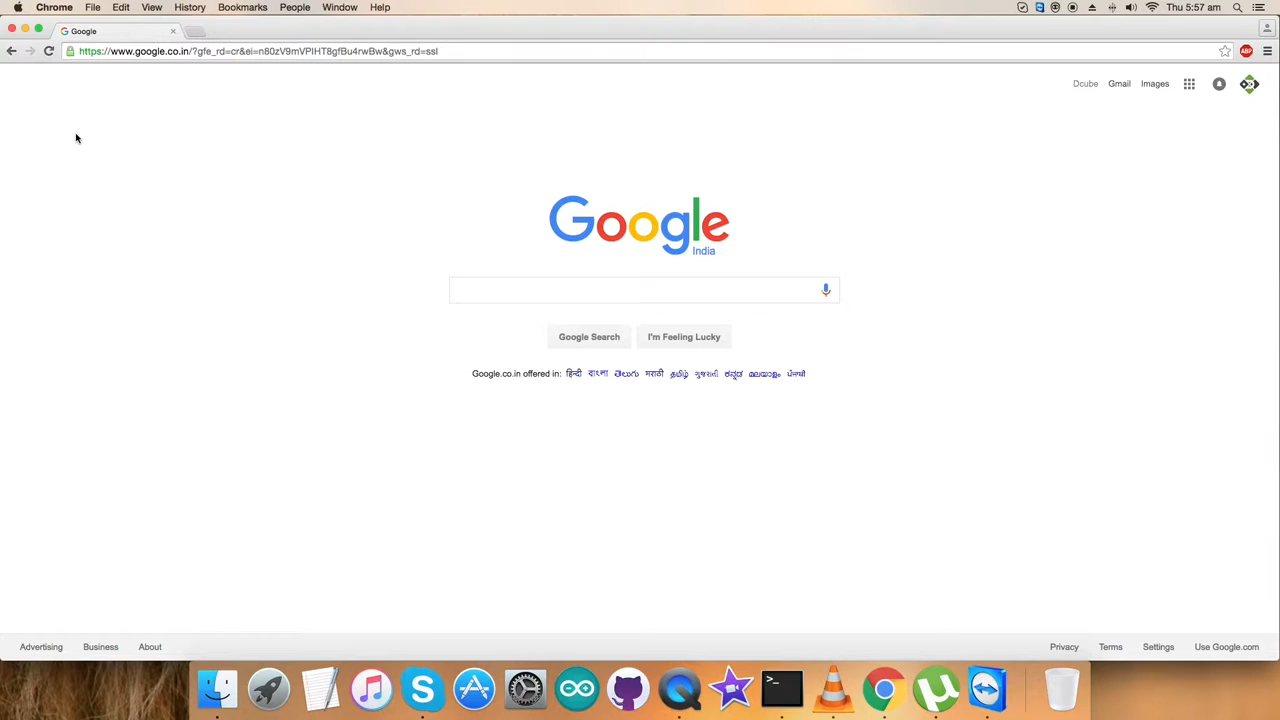 Chrome File Edit View History Bookmarks People Window Help Thu 5:57 am
Google
https://www.google.co.in/?gfe_rd=cr&ei=n80zV9mVPIHT8gfBu4rwBw&gws_rd=ssl
ABP
Dcube Gmail Images
Google
India
Google Search I'm Feeling Lucky
Google.co.in offered in: हिन्दी বাংলা తెలుగు मराठी தமிழ் ગુજરાતી ಕನ್ನಡ മലയാളം ਪੰਜਾਬੀ
Advertising Business About Privacy Terms Settings Use Google.com